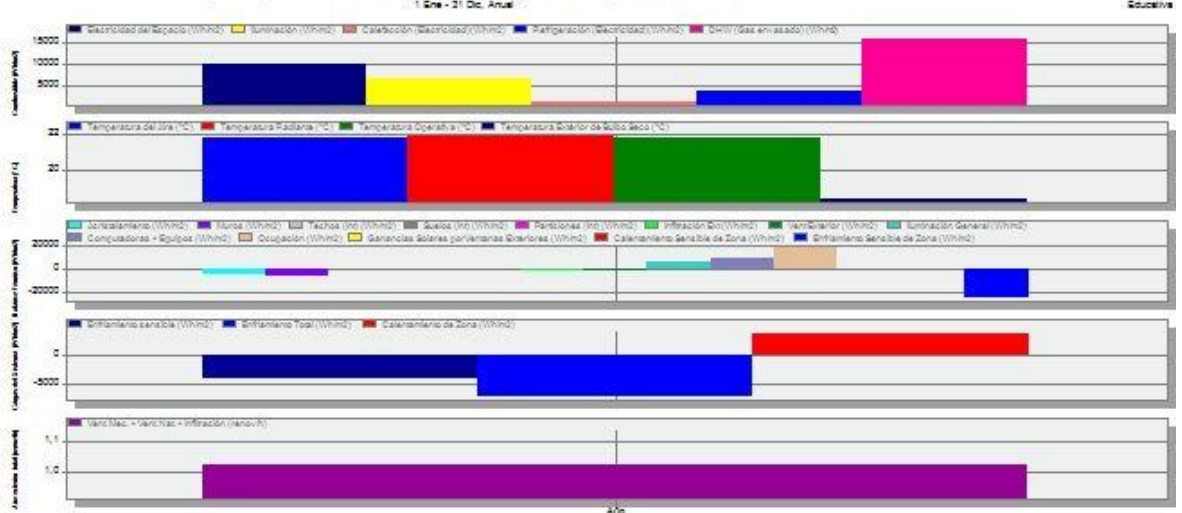 1 Ene - 31 Dic, Anual
Educativa
Electricidad del Espacio (Wh/m2) Iluminación (Wh/m2) Calefacción (Electricidad) (Wh/m2) Refrigeración (Electricidad) (Wh/m2) DHW (Gas envasado) (Wh/m2)
15000
10000
5000
Temperatura del Aire (°C) Temperatura Radiante (°C) Temperatura Operativa (°C) Temperatura Exterior de Bulbo Seco (°C)
22
20
Acristalamiento (Wh/m2) Muros (Wh/m2) Techos (int) (Wh/m2) Suelos (int) (Wh/m2) Particiones (int) (Wh/m2) Infiltración Ext (Wh/m2) Vent Exterior (Wh/m2) Iluminación General (Wh/m2)
Computadoras + Equipos (Wh/m2) Ocupación (Wh/m2) Ganancias Solares por Ventanas Exteriores (Wh/m2) Calentamiento Sensible de Zona (Wh/m2) Enfriamiento Sensible de Zona (Wh/m2)
20000
0
-20000
Enfriamiento sensible (Wh/m2) Enfriamiento Total (Wh/m2) Calentamiento de Zona (Wh/m2)
0
-5000
Vent Mec. + Vent Nat + Infiltración (renov/h)
1,1
1,0
Año